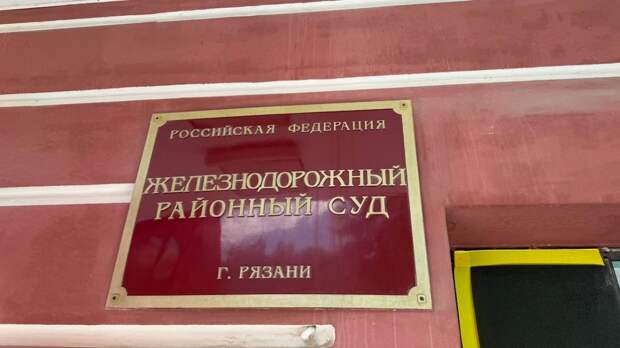 РОССИЙСКАЯ ФЕДЕРАЦИЯ
ЖЕЛЕЗНОДОРОЖНЫЙ
РАЙОННЫЙ СУД
Г. РЯЗАНИ